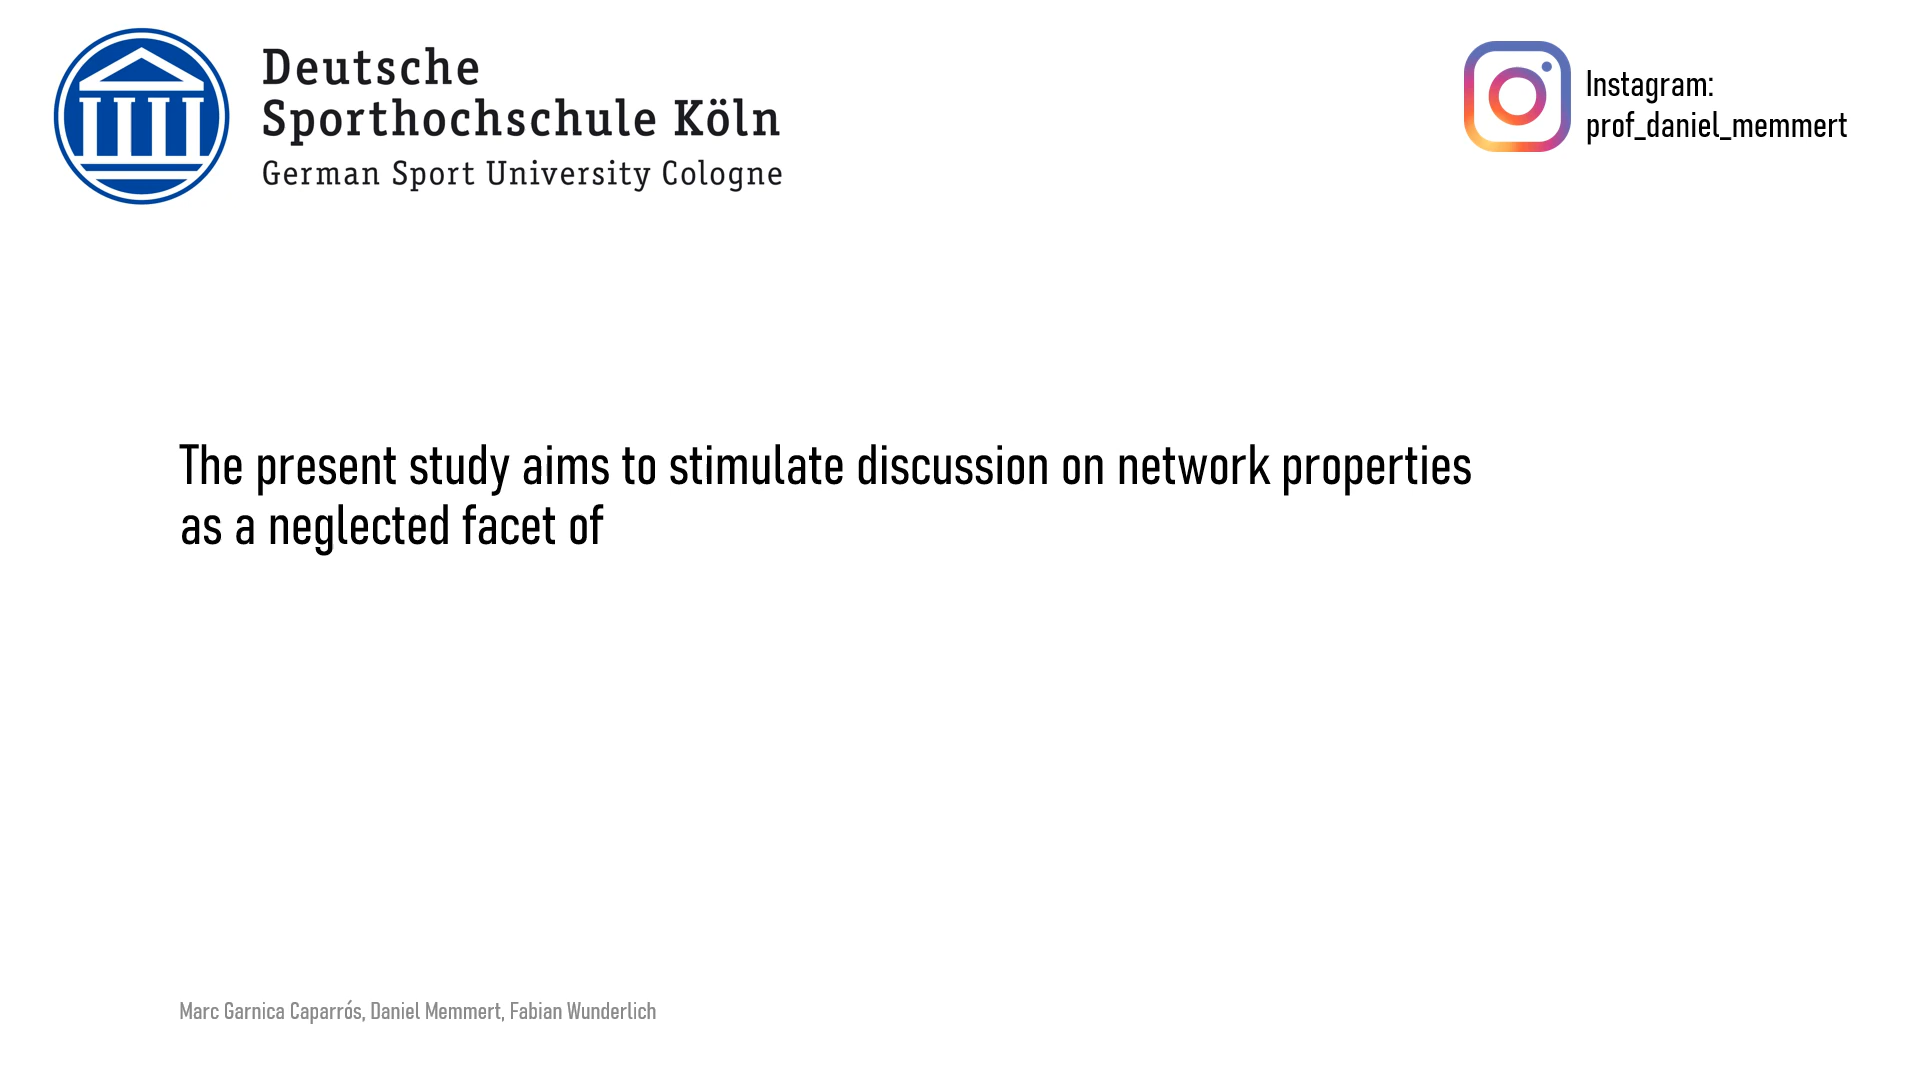 Deutsche
Sporthochschule Köln
German Sport University Cologne
Instagram:
prof_daniel_memmert
The present study aims to stimulate discussion on network properties
as a neglected facet of
Marc Garnica Caparrós, Daniel Memmert, Fabian Wunderlich